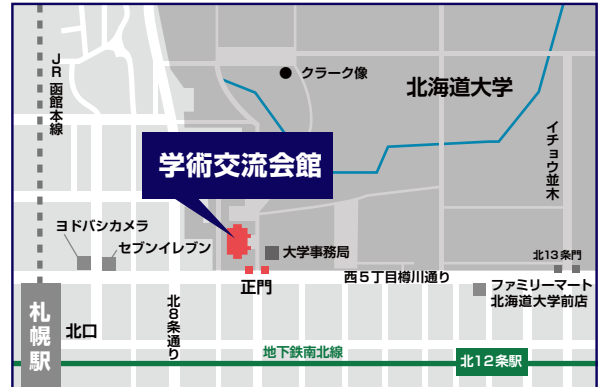 JR函館本線
クラーク像
北海道大学
イチョウ並木
学術交流会館
ヨドバシカメラ
セブンイレブン
大学事務局
北13条門
正門
西5丁目樽川通り
ファミリーマート
北海道大学前店
札幌駅
北口
北8条通り
地下鉄南北線
北12条駅